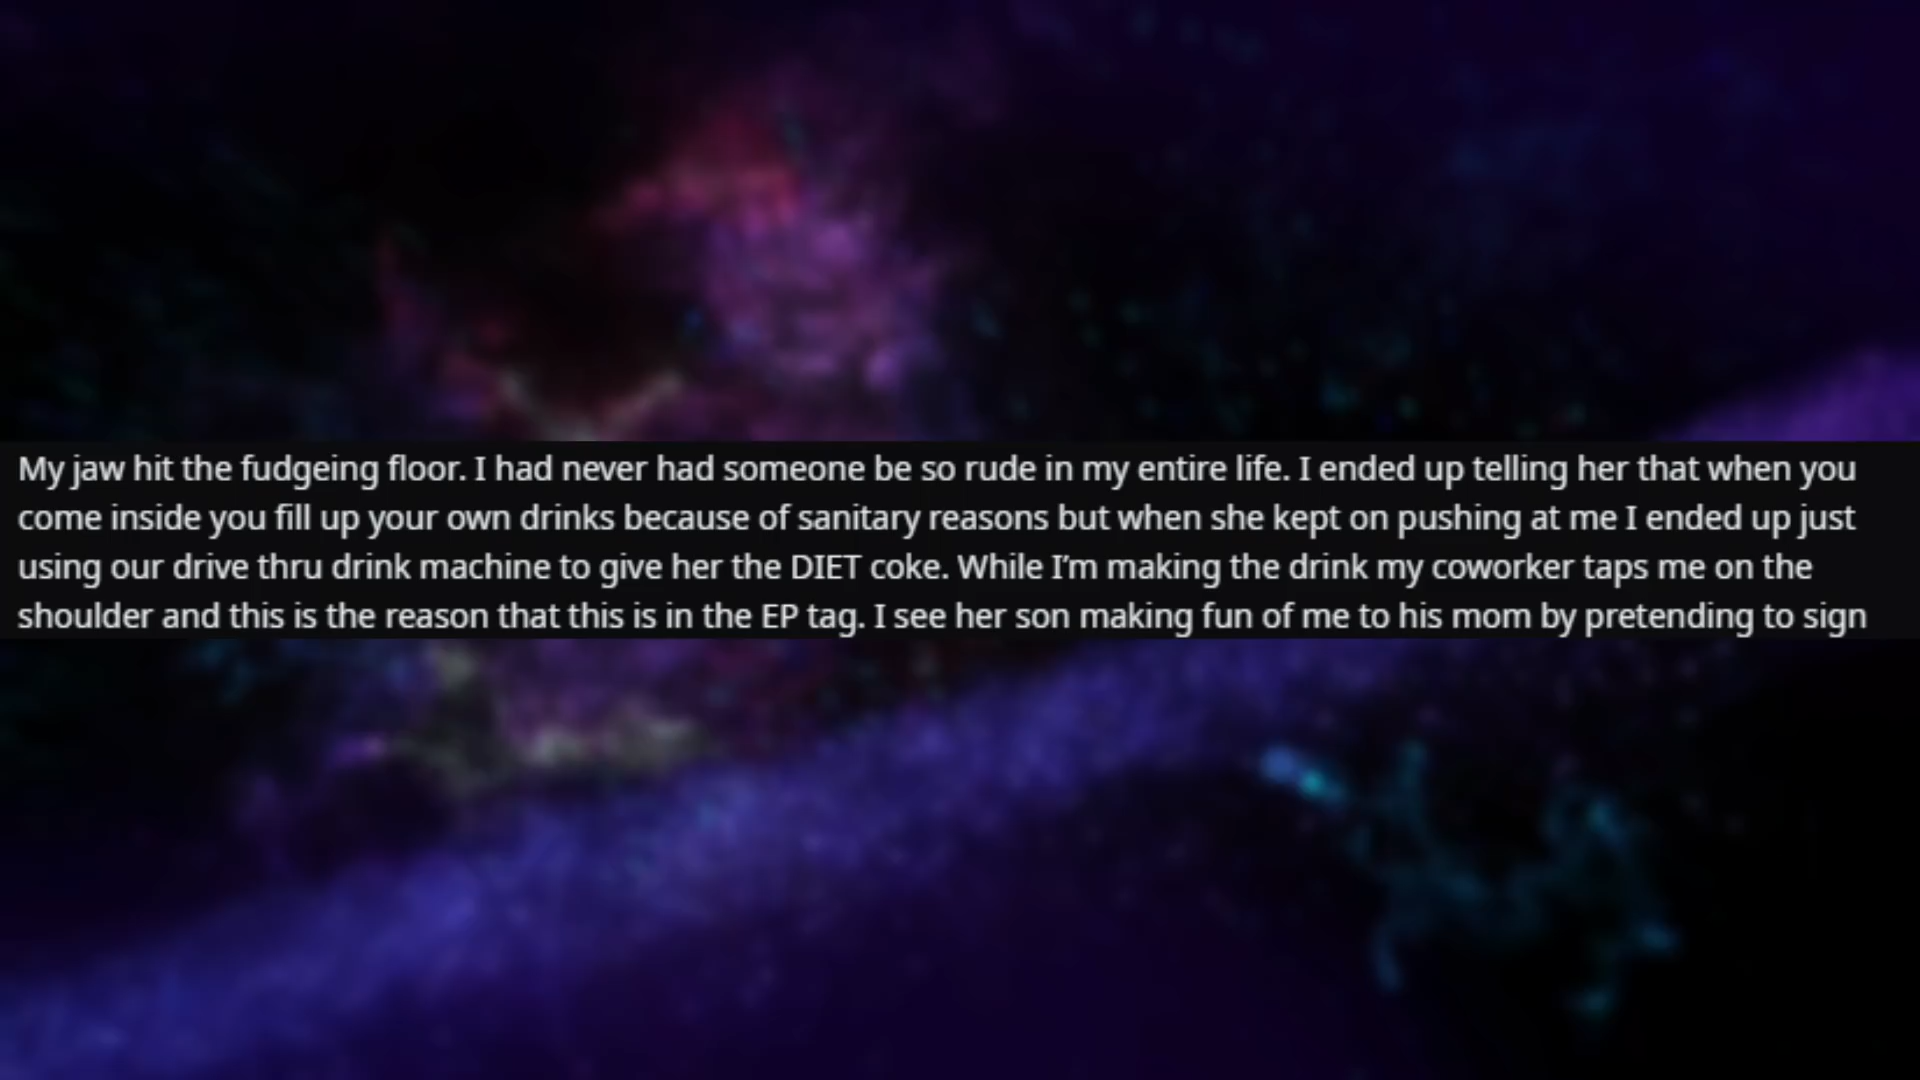 My jaw hit the fudgeing floor. I had never had someone be so rude in my entire life. I ended up telling her that when you
come inside you fill up your own drinks because of sanitary reasons but when she kept on pushing at me I ended up just
using our drive thru drink machine to give her the DIET coke. While I’m making the drink my coworker taps me on the
shoulder and this is the reason that this is in the EP tag. I see her son making fun of me to his mom by pretending to sign